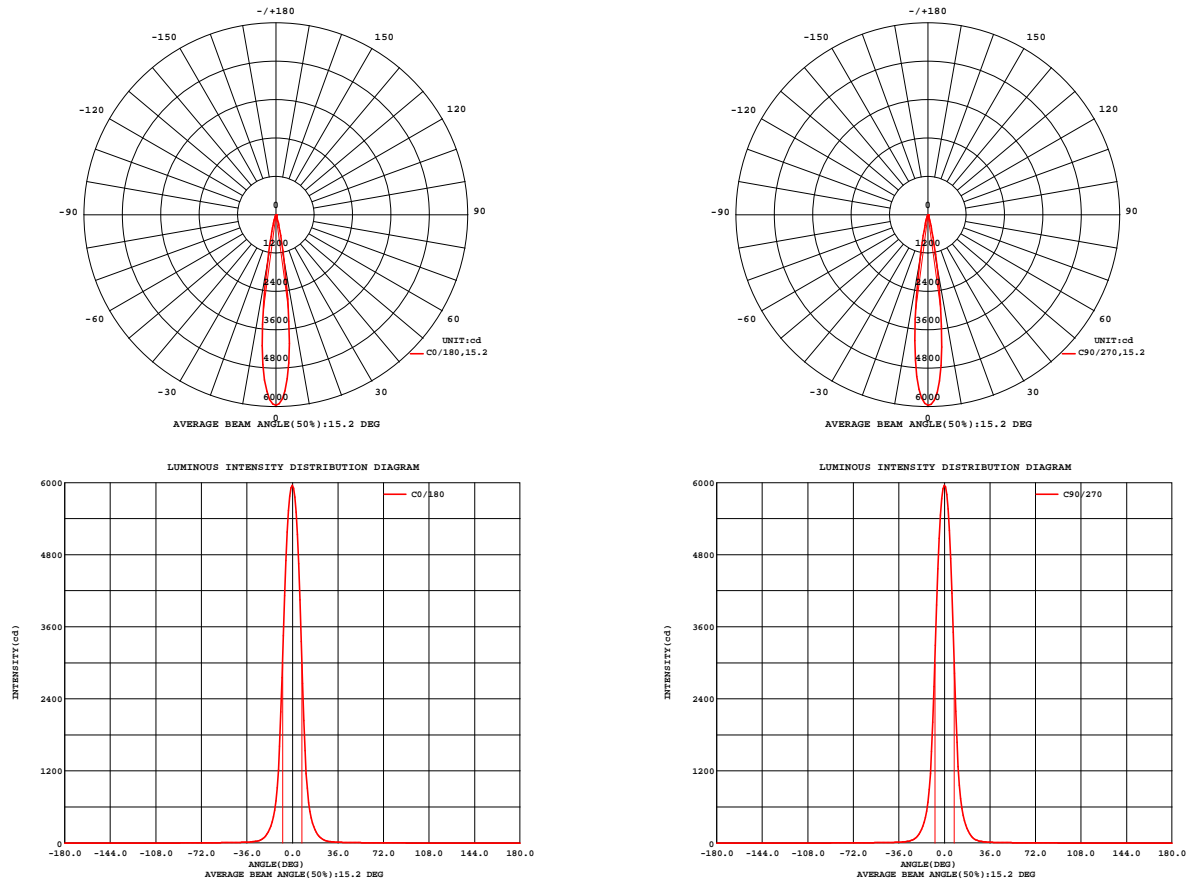 -/+180
-150
150
-120
120
-90
90
-60
60
-30
30
0
1200
2400
3600
4800
6000
0
UNIT:cd
C0/180,15.2
AVERAGE BEAM ANGLE(50%):15.2 DEG
-/+180
-150
150
-120
120
-90
90
-60
60
-30
30
0
1200
2400
3600
4800
6000
0
UNIT:cd
C90/270,15.2
AVERAGE BEAM ANGLE(50%):15.2 DEG
LUMINOUS INTENSITY DISTRIBUTION DIAGRAM
C0/180
6000
4800
3600
2400
1200
0
INTENSITY(cd)
-180.0 -144.0 -108.0 -72.0 -36.0 0.0 36.0 72.0 108.0 144.0 180.0
ANGLE(DEG)
AVERAGE BEAM ANGLE(50%):15.2 DEG
LUMINOUS INTENSITY DISTRIBUTION DIAGRAM
C90/270
6000
4800
3600
2400
1200
0
INTENSITY(cd)
-180.0 -144.0 -108.0 -72.0 -36.0 0.0 36.0 72.0 108.0 144.0 180.0
ANGLE(DEG)
AVERAGE BEAM ANGLE(50%):15.2 DEG